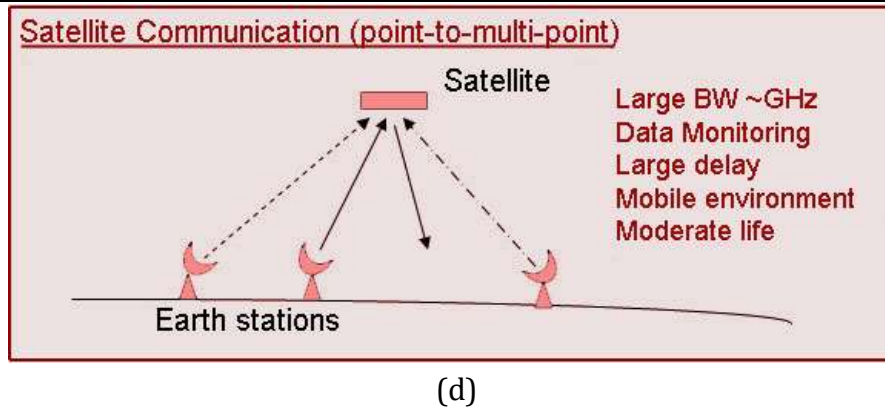 Satellite Communication (point-to-multi-point)
Satellite
Large BW ~GHz
Data Monitoring
Large delay
Mobile environment
Moderate life
Earth stations
(d)